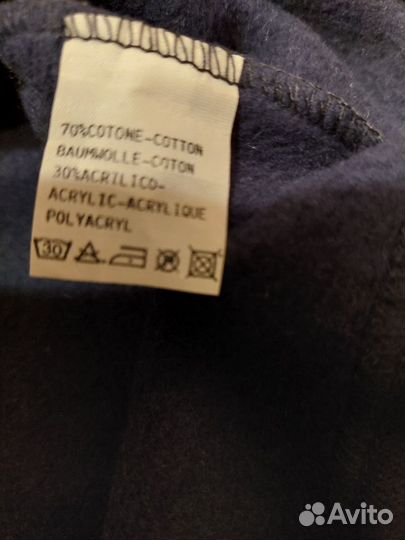 70%COTONE-COTTON
BAUMWOLLE-COTON
30%ACRILICO-
ACRYLIC-ACRYLIQUE
POLYACRYL
30
Avito